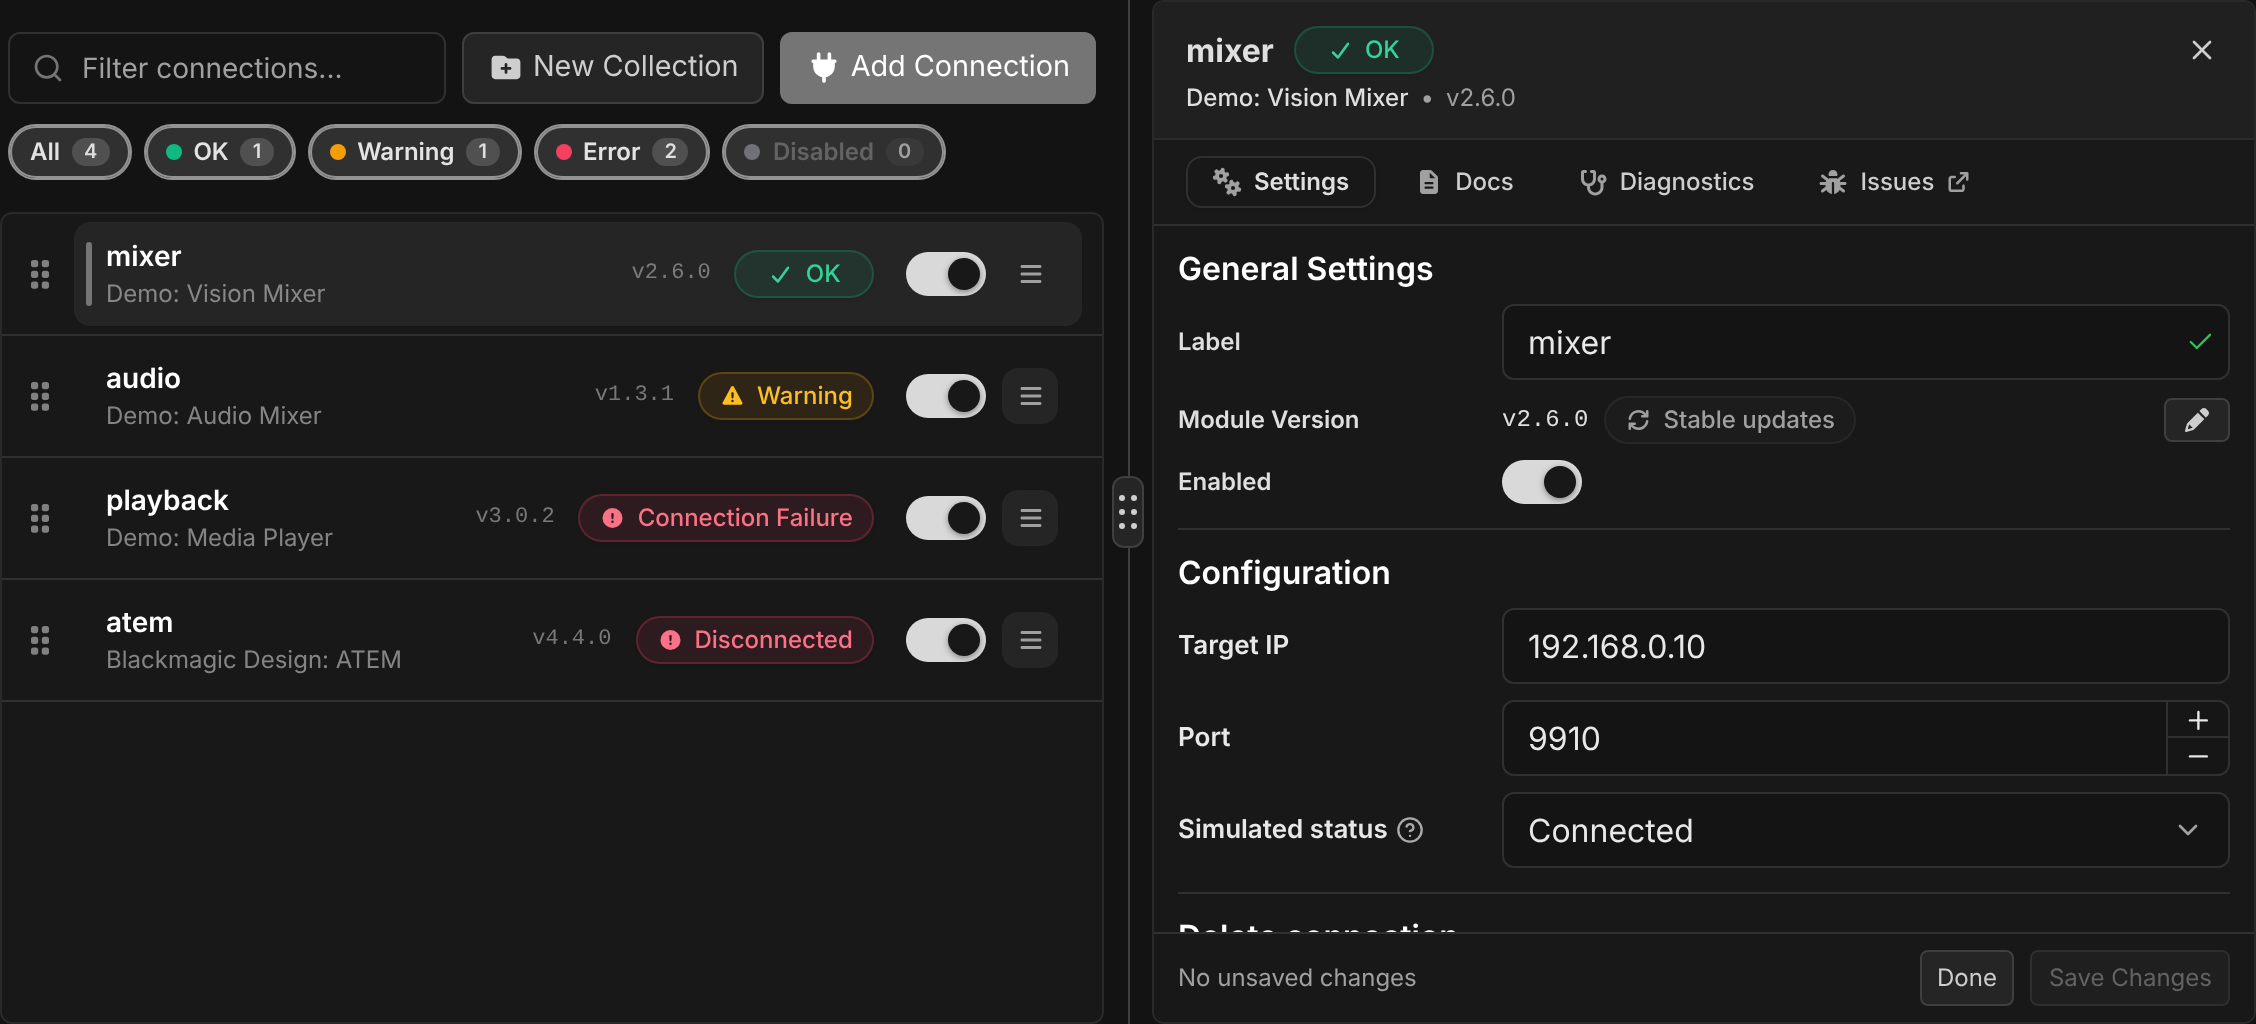 Filter connections...
New Collection
Add Connection
All 4
OK 1
Warning 1
Error 2
Disabled 0
mixer
Demo: Vision Mixer
v2.6.0
OK
audio
Demo: Audio Mixer
v1.3.1
Warning
playback
Demo: Media Player
v3.0.2
Connection Failure
atem
Blackmagic Design: ATEM
v4.4.0
Disconnected
mixer
OK
Demo: Vision Mixer • v2.6.0
Settings
Docs
Diagnostics
Issues
General Settings
Label
mixer
Module Version
v2.6.0
Stable updates
Enabled
Configuration
Target IP
192.168.0.10
Port
9910
Simulated status
Connected
Delete connection
No unsaved changes
Done
Save Changes